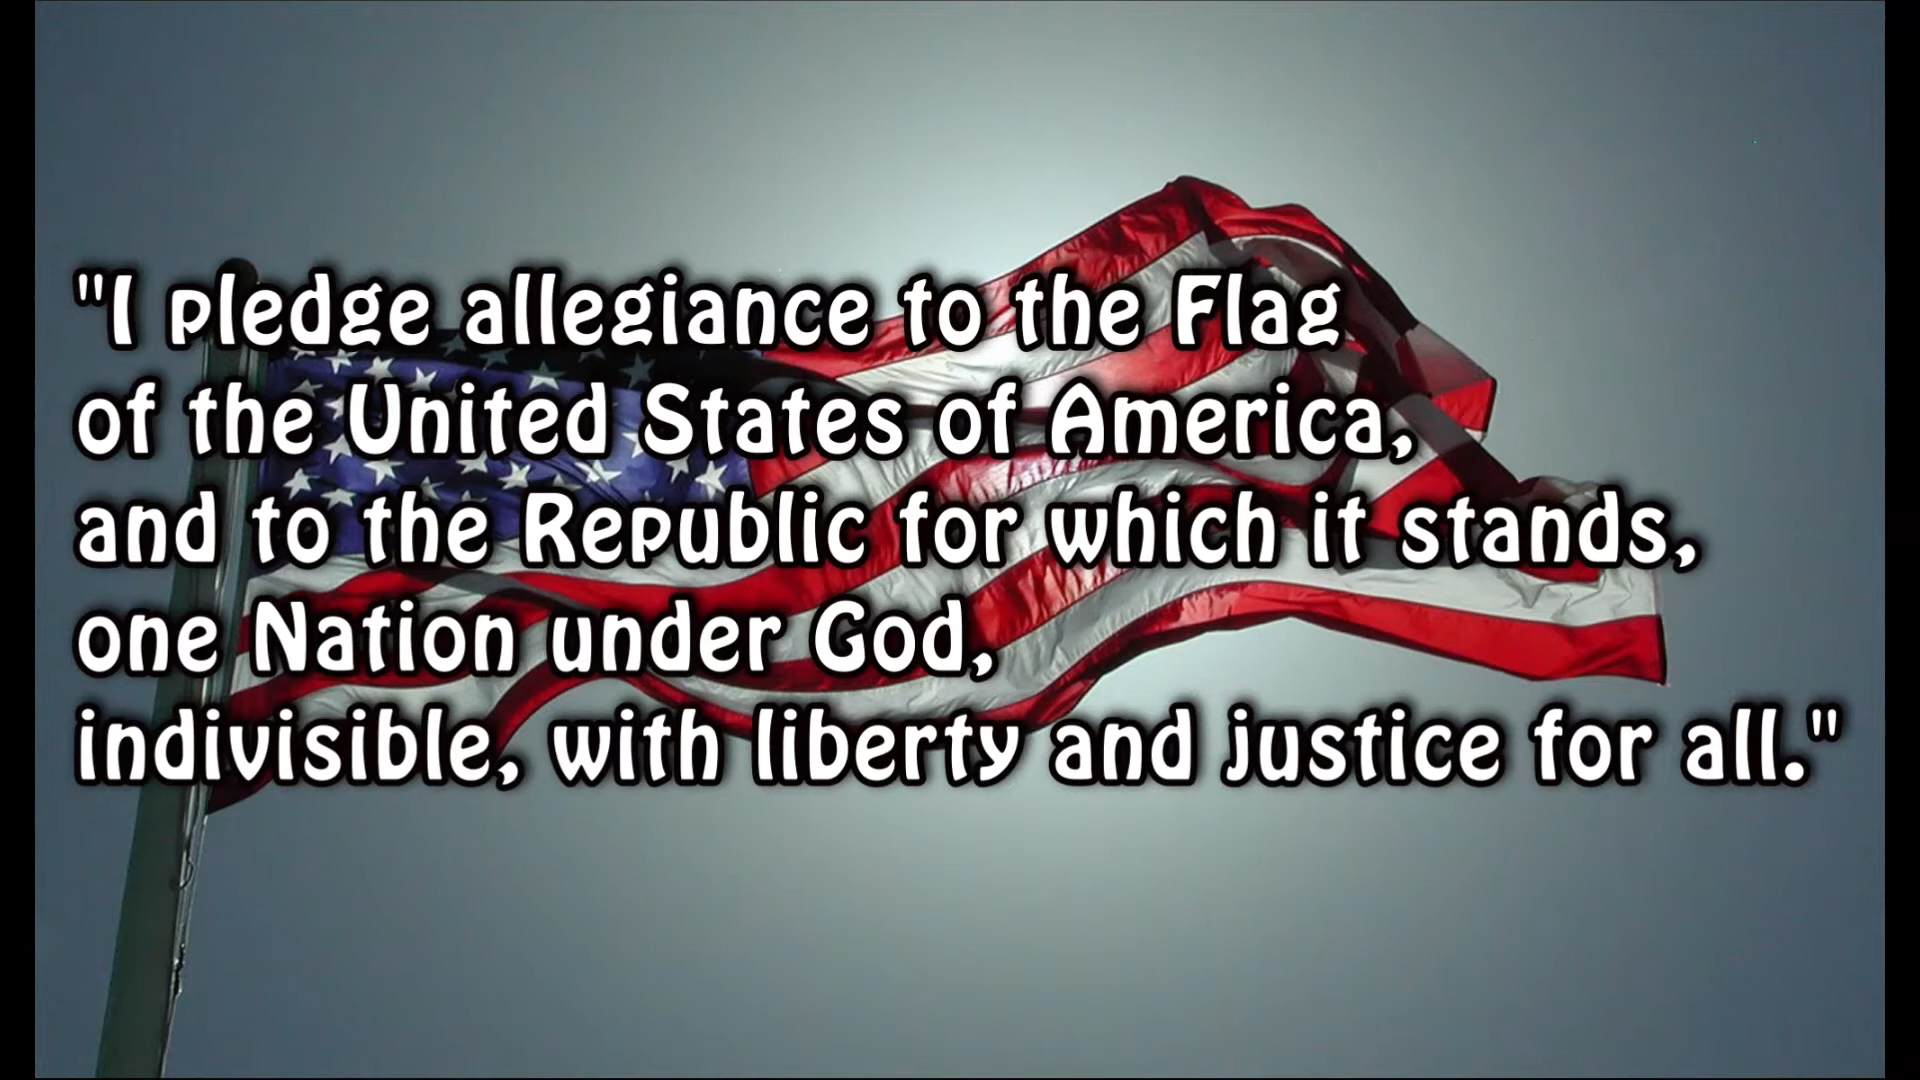 "I pledge allegiance to the Flag
of the United States of America,
and to the Republic for which it stands,
one Nation under God,
indivisible, with liberty and justice for all."